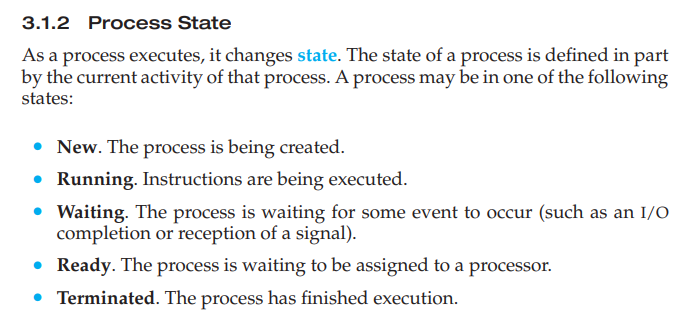 3.1.2 Process State
As a process executes, it changes state. The state of a process is defined in part
by the current activity of that process. A process may be in one of the following
states:
• New. The process is being created.
• Running. Instructions are being executed.
• Waiting. The process is waiting for some event to occur (such as an I/O
completion or reception of a signal).
• Ready. The process is waiting to be assigned to a processor.
• Terminated. The process has finished execution.